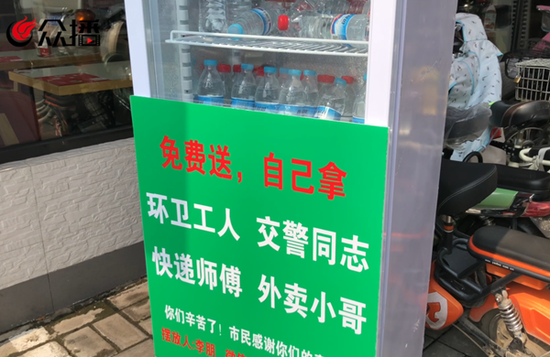 众播
免费送，自己拿
环卫工人 交警同志
快递师傅 外卖小哥
你们辛苦了！市民感谢你们的
摆放人:李明